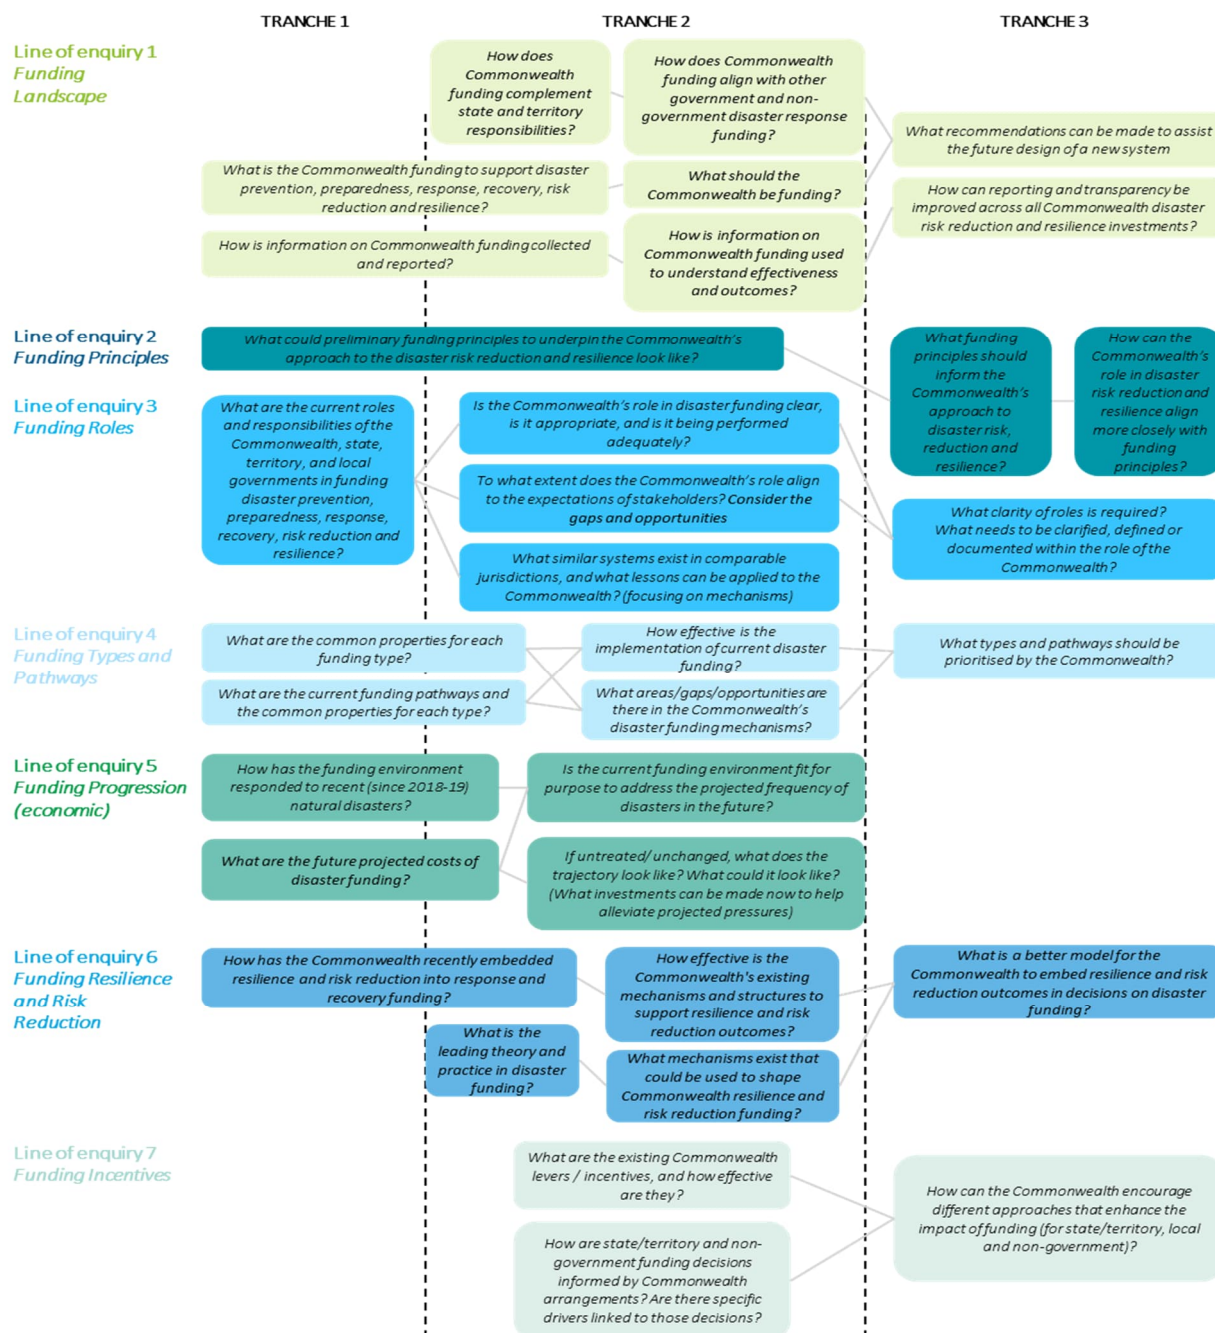 TRANCHE 1
TRANCHE 2
TRANCHE 3
Line of enquiry 1
Funding
Landscape
How does
Commonwealth
funding complement
state and territory
responsibilities?
How does Commonwealth
funding align with other
government and non-
government disaster response
funding?
What is the Commonwealth funding to support disaster
prevention, preparedness, response, recovery, risk
reduction and resilience?
What should the
Commonwealth be funding?
How is information on Commonwealth funding collected
and reported?
How is information on
Commonwealth funding used
to understand effectiveness
and outcomes?
What recommendations can be made to assist
the future design of a new system
How can reporting and transparency be
improved across all Commonwealth disaster
risk reduction and resilience investments?
Line of enquiry 2
Funding Principles
What could preliminary funding principles to underpin the Commonwealth's
approach to the disaster risk reduction and resilience look like?
What funding
principles should
inform the
Commonwealth's
approach to
disaster risk,
reduction and
resilience?
How can the
Commonwealth's
role in disaster
risk reduction and
resilience align
more closely with
funding
principles?
Line of enquiry 3
Funding Roles
What are the current roles
and responsibilities of the
Commonwealth, state,
territory, and local
governments in funding
disaster prevention,
preparedness, response,
recovery, risk reduction and
resilience?
Is the Commonwealth's role in disaster funding clear,
is it appropriate, and is it being performed
adequately?
To what extent does the Commonwealth's role align
to the expectations of stakeholders? Consider the
gaps and opportunities
What similar systems exist in comparable
jurisdictions, and what lessons can be applied to the
Commonwealth? (focusing on mechanisms)
What clarity of roles is required?
What needs to be clarified, defined or
documented within the role of the
Commonwealth?
Line of enquiry 4
Funding Types and
Pathways
What are the common properties for each
funding type?
What are the current funding pathways and
the common properties for each type?
How effective is the
implementation of current disaster
funding?
What areas/gaps/opportunities are
there in the Commonwealth's
disaster funding mechanisms?
What types and pathways should be
prioritised by the Commonwealth?
Line of enquiry 5
Funding Progression
(economic)
How has the funding environment
responded to recent (since 2018-19)
natural disasters?
What are the future projected costs of
disaster funding?
Is the current funding environment fit for
purpose to address the projected frequency of
disasters in the future?
If untreated/ unchanged, what does the
trajectory look like? What could it look like?
(What investments can be made now to help
alleviate projected pressures)
Line of enquiry 6
Funding Resilience
and Risk
Reduction
How has the Commonwealth recently embedded
resilience and risk reduction into response and
recovery funding?
What is the
leading theory and
practice in disaster
funding?
How effective is the
Commonwealth's existing
mechanisms and structures to
support resilience and risk
reduction outcomes?
What mechanisms exist that
could be used to shape
Commonwealth resilience and
risk reduction funding?
What is a better model for the
Commonwealth to embed resilience and risk
reduction outcomes in decisions on disaster
funding?
Line of enquiry 7
Funding Incentives
What are the existing Commonwealth
levers / incentives, and how effective
are they?
How are state/territory and non-
government funding decisions
informed by Commonwealth
arrangements? Are there specific
drivers linked to those decisions?
How can the Commonwealth encourage
different approaches that enhance the
impact of funding (for state/territory, local
and non-government)?